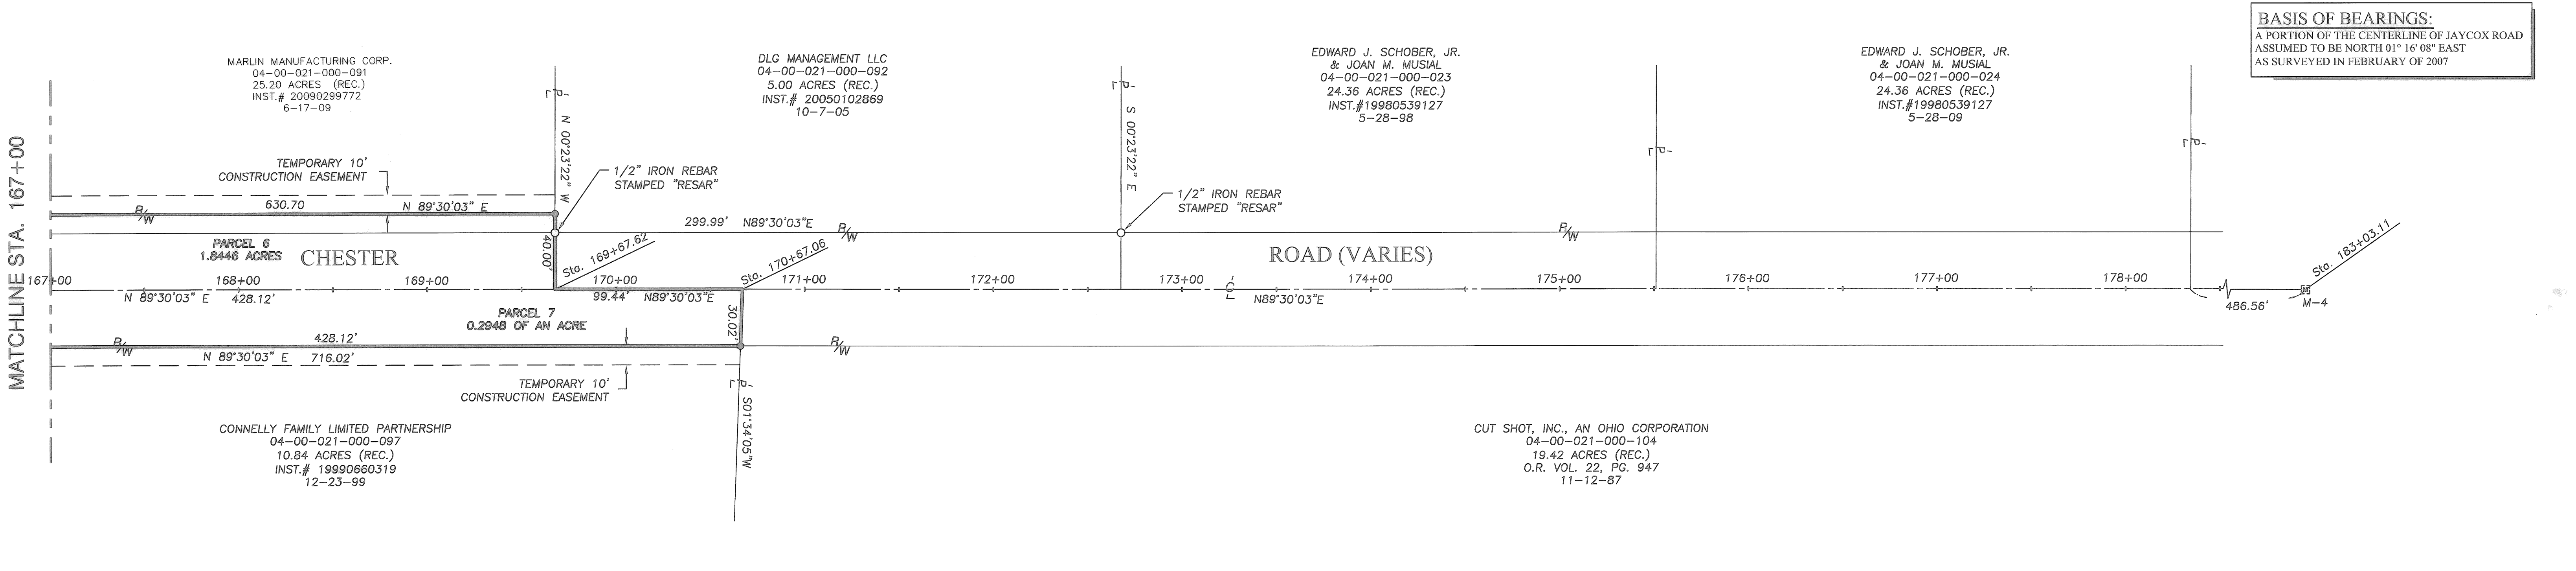 BASIS OF BEARINGS:
A PORTION OF THE CENTERLINE OF JAYCOX ROAD
ASSUMED TO BE NORTH 01° 16' 08" EAST
AS SURVEYED IN FEBRUARY OF 2007
MARLIN MANUFACTURING CORP.
04-00-021-000-091
25.20 ACRES (REC.)
INST.# 20090299772
6-17-09
DLG MANAGEMENT LLC
04-00-021-000-092
5.00 ACRES (REC.)
INST.# 20050102869
10-7-05
EDWARD J. SCHOBER, JR.
& JOAN M. MUSIAL
04-00-021-000-023
24.36 ACRES (REC.)
INST.#19980539127
5-28-98
EDWARD J. SCHOBER, JR.
& JOAN M. MUSIAL
04-00-021-000-024
24.36 ACRES (REC.)
INST.#19980539127
5-28-09
MATCHLINE STA. 167+00
PL
N 00°23'22" W
PL
S 00°23'22" E
PL
PL
TEMPORARY 10'
CONSTRUCTION EASEMENT
1/2" IRON REBAR
STAMPED "RESAR"
1/2" IRON REBAR
STAMPED "RESAR"
R/W
630.70
N 89°30'03" E
299.99'
N89°30'03"E
R/W
R/W
PARCEL 6
1.8446 ACRES
CHESTER
ROAD (VARIES)
40.00'
Sta. 169+67.62
Sta. 170+67.06
Sta. 183+03.11
167+00
168+00
169+00
170+00
171+00
172+00
173+00
174+00
175+00
176+00
177+00
178+00
N 89°30'03" E
428.12'
99.44'
N89°30'03"E
CL
N89°30'03"E
486.56'
M-4
PARCEL 7
0.2948 OF AN ACRE
30.02'
R/W
428.12'
R/W
N 89°30'03" E
716.02'
TEMPORARY 10'
CONSTRUCTION EASEMENT
PL
S01°34'05"W
CONNELLY FAMILY LIMITED PARTNERSHIP
04-00-021-000-097
10.84 ACRES (REC.)
INST.# 19990660319
12-23-99
CUT SHOT, INC., AN OHIO CORPORATION
04-00-021-000-104
19.42 ACRES (REC.)
O.R. VOL. 22, PG. 947
11-12-87